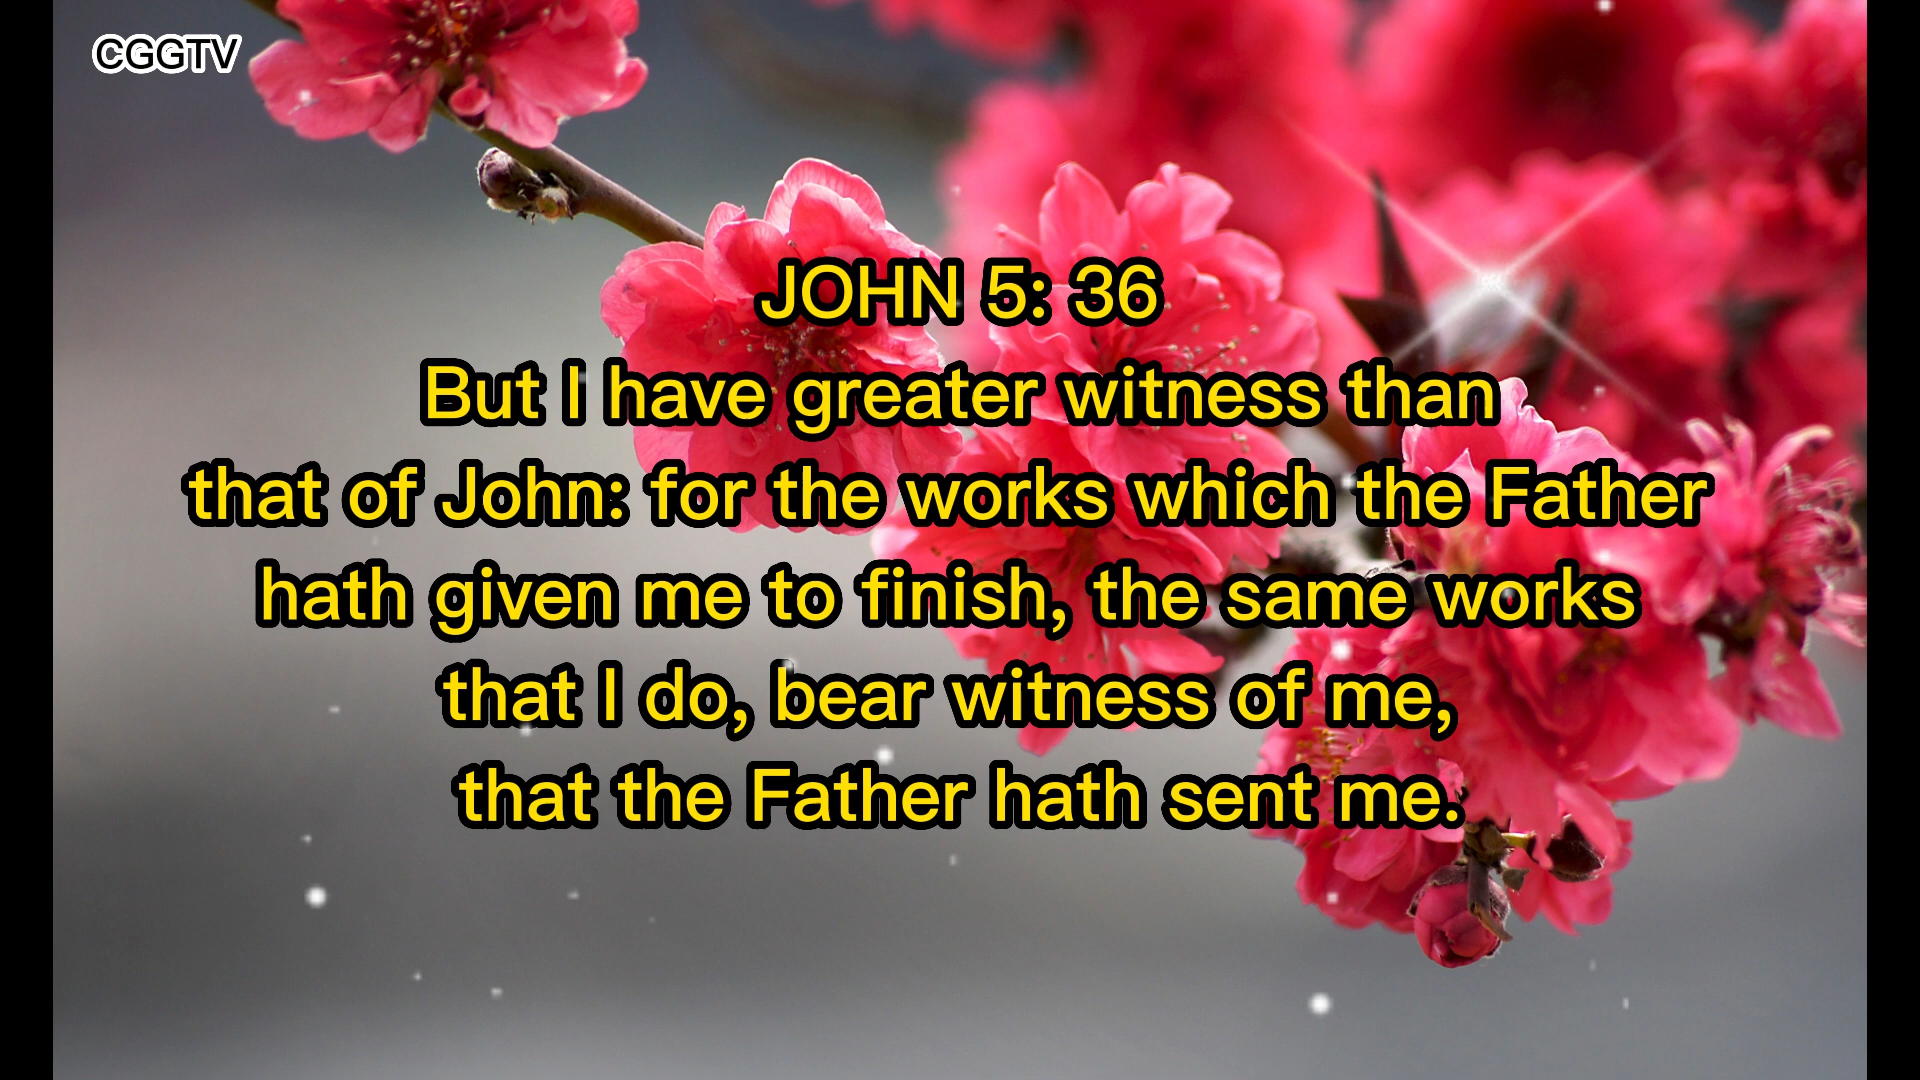 CGGTV
JOHN 5: 36
But I have greater witness than
that of John: for the works which the Father
hath given me to finish, the same works
that I do, bear witness of me,
that the Father hath sent me.